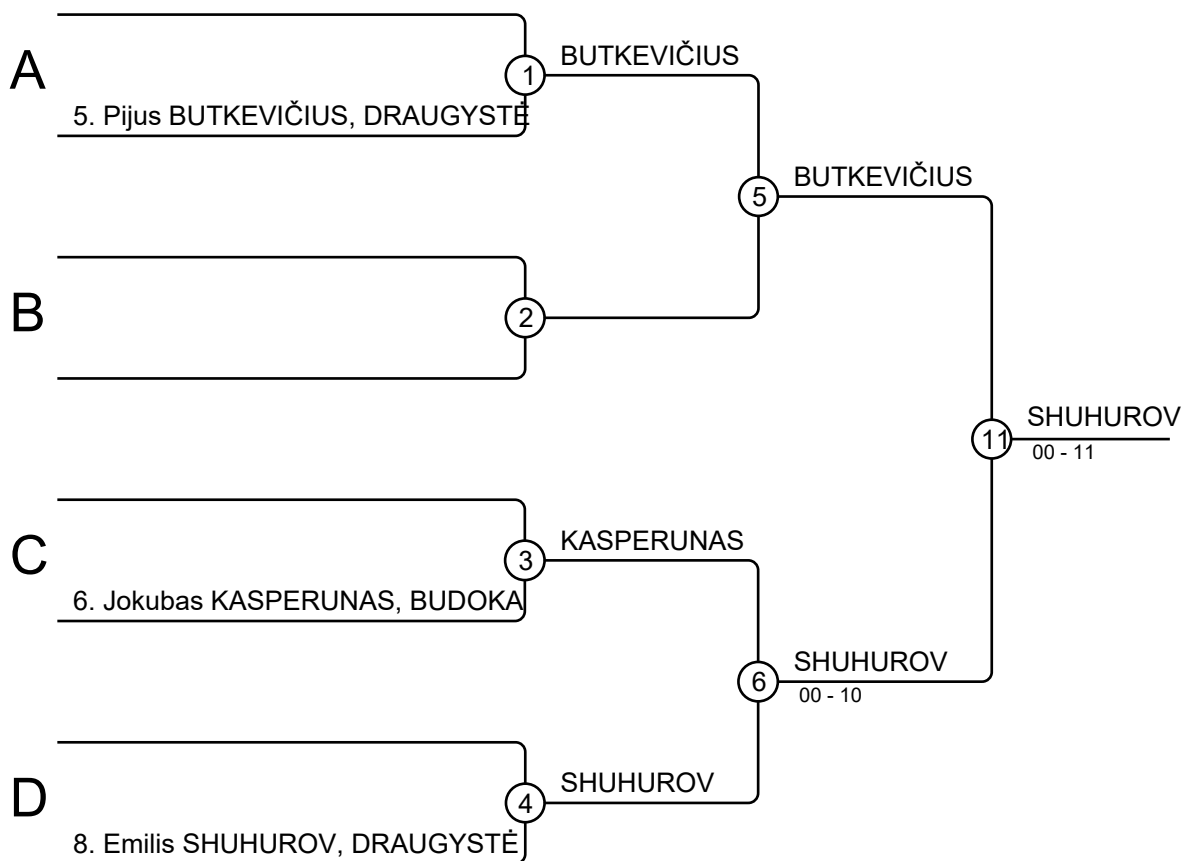 A
1
BUTKEVIČIUS
5. Pijus BUTKEVIČIUS, DRAUGYSTĖ
5
BUTKEVIČIUS
B
2
11
SHUHUROV
00 - 11
C
3
KASPERUNAS
6. Jokubas KASPERUNAS, BUDOKA
6
SHUHUROV
00 - 10
D
4
SHUHUROV
8. Emilis SHUHUROV, DRAUGYSTĖ